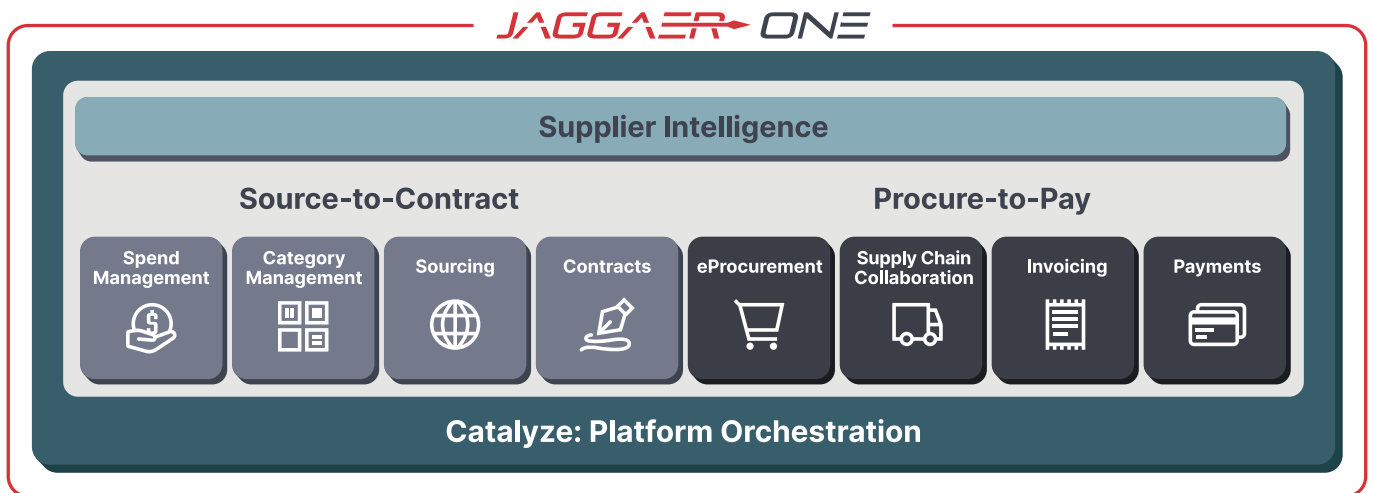 JAGGAER ONE
Supplier Intelligence
Source-to-Contract
Procure-to-Pay
Spend
Management
Category
Management
Sourcing
Contracts
eProcurement
Supply Chain
Collaboration
Invoicing
Payments
Catalyze: Platform Orchestration